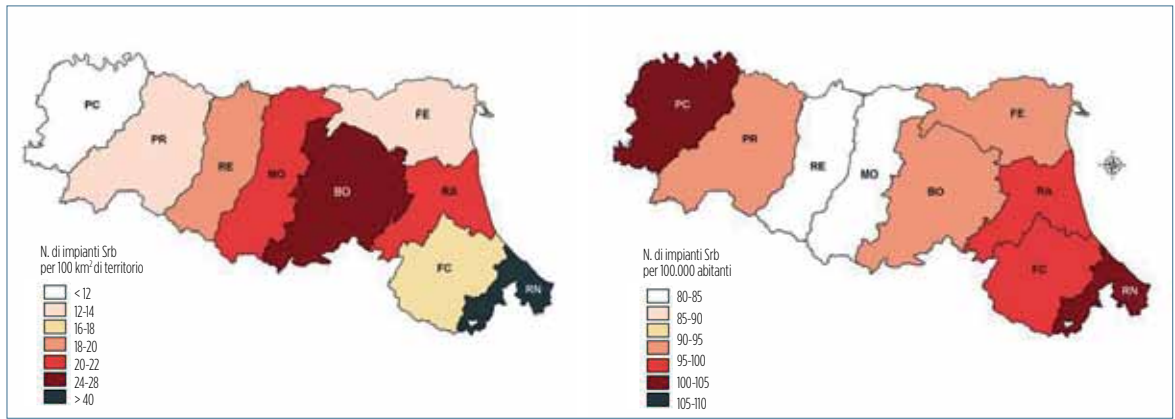 PC
PR
RE
MO
BO
FE
RA
FC
RN
N. di impianti Srb
per 100 km² di territorio
< 12
12-14
16-18
18-20
20-22
24-28
> 40
PC
PR
RE
MO
BO
FE
RA
FC
RN
N. di impianti Srb
per 100.000 abitanti
80-85
85-90
90-95
95-100
100-105
105-110